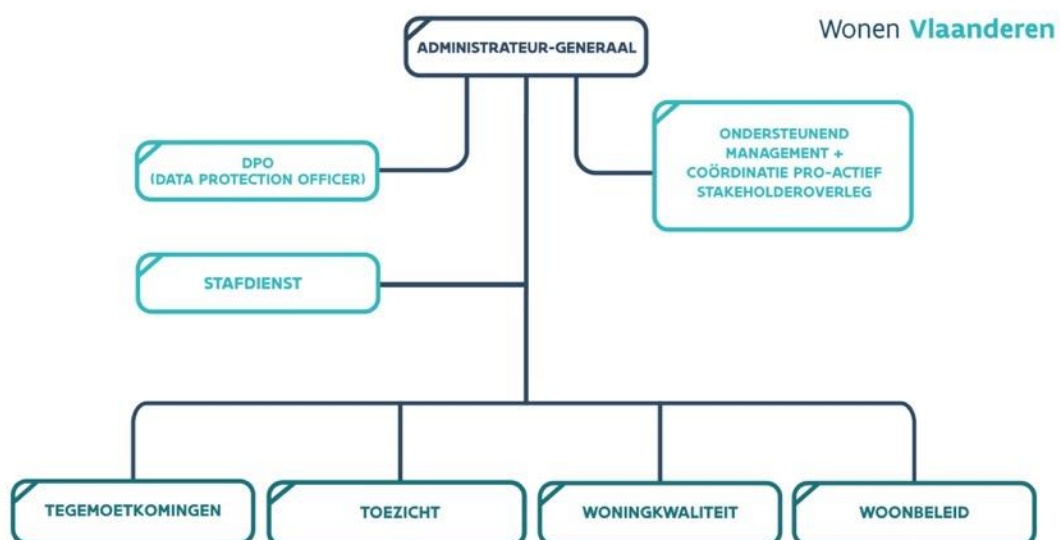 Wonen Vlaanderen
ADMINISTRATEUR-GENERAAL
DPO
(DATA PROTECTION OFFICER)
ONDERSTEUNEND
MANAGEMENT +
COÖRDINATIE PRO-ACTIEF
STAKEHOLDEROVERLEG
STAFDIENST
TEGEMOETKOMINGEN
TOEZICHT
WONINGKWALITEIT
WOONBELEID